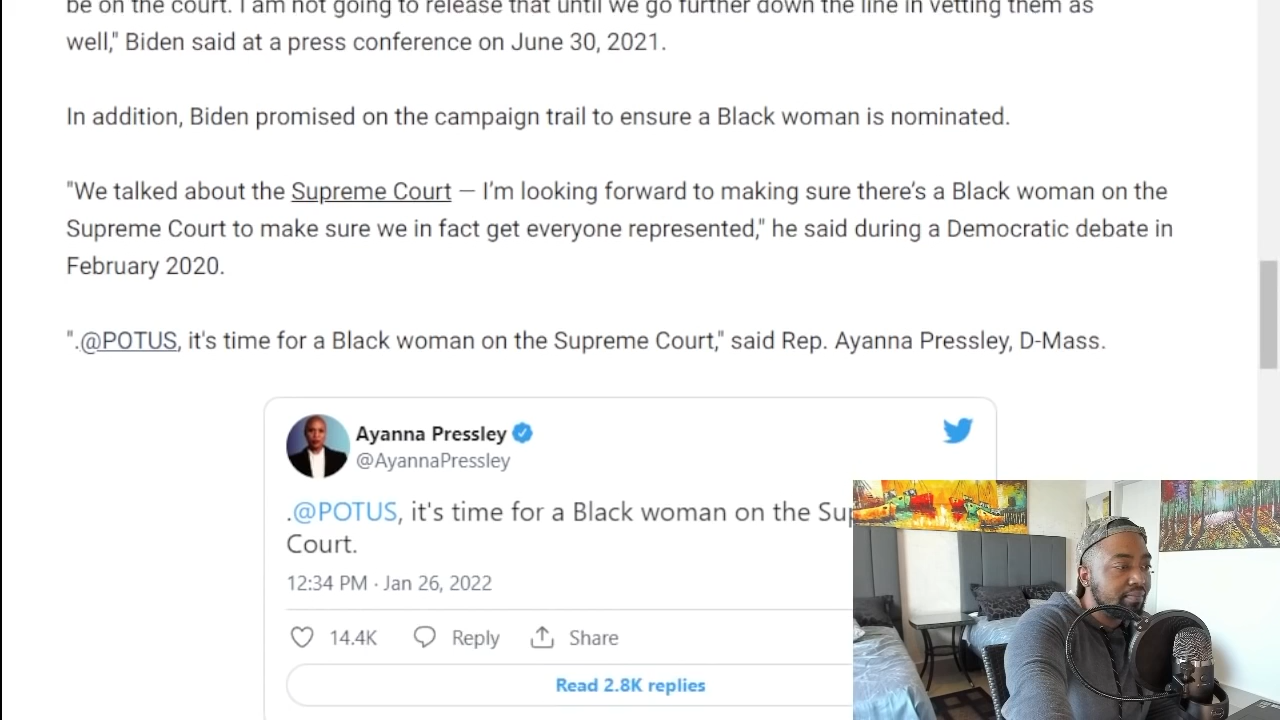 be on the court. I am not going to release that until we go further down the line in vetting them as
well," Biden said at a press conference on June 30, 2021.
In addition, Biden promised on the campaign trail to ensure a Black woman is nominated.
"We talked about the Supreme Court — I'm looking forward to making sure there's a Black woman on the
Supreme Court to make sure we in fact get everyone represented," he said during a Democratic debate in
February 2020.
".@POTUS, it's time for a Black woman on the Supreme Court," said Rep. Ayanna Pressley, D-Mass.
Ayanna Pressley
@AyannaPressley
.@POTUS, it's time for a Black woman on the Sup
Court.
12:34 PM · Jan 26, 2022
14.4K Reply Share
Read 2.8K replies